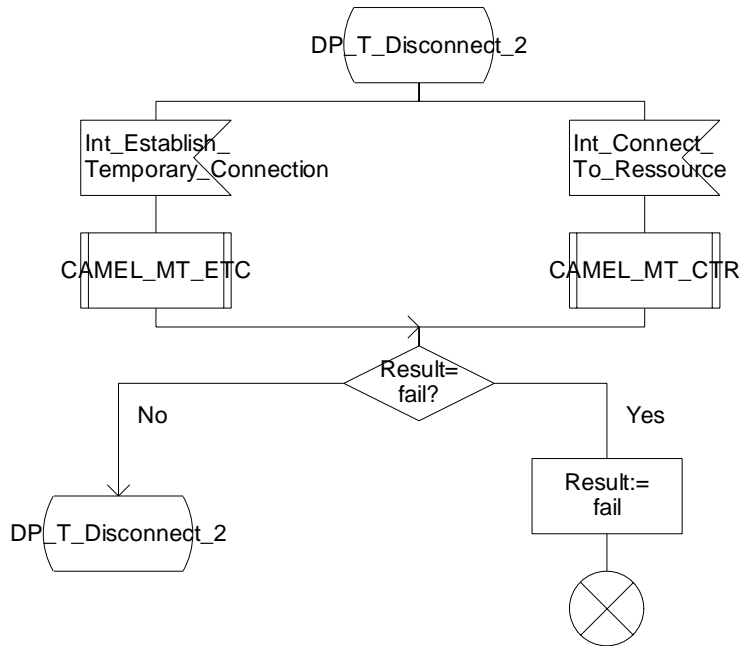 DP_T_Disconnect_2
Int_Establish_
Temporary_Connection
Int_Connect_
To_Ressource
CAMEL_MT_ETC
CAMEL_MT_CTR
Result=
fail?
No
Yes
Result:=
fail
DP_T_Disconnect_2